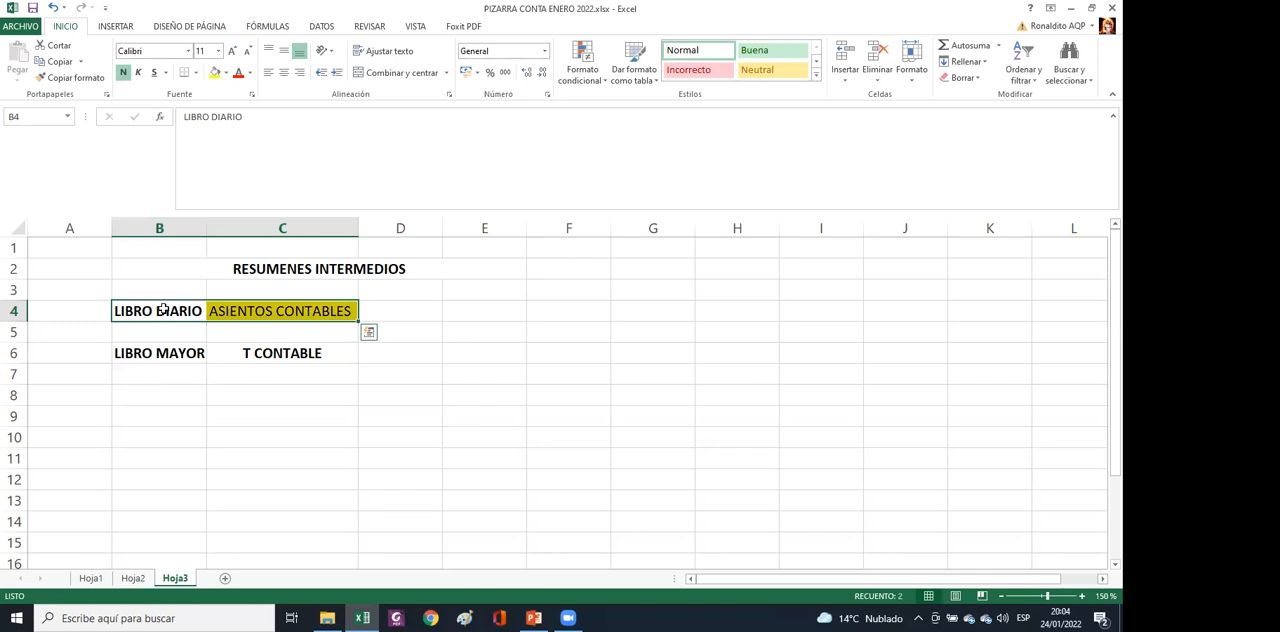 PIZARRA CONTA ENERO 2022.xlsx - Excel
ARCHIVO INICIO INSERTAR DISEÑO DE PÁGINA FÓRMULAS DATOS REVISAR VISTA Foxit PDF Ronaldito AQP
Pegar
Cortar
Copiar
Copiar formato
Portapapeles
Calibri 11
N K S
Fuente
Ajustar texto
Combinar y centrar
Alineación
General
% 000
Número
Formato condicional
Dar formato como tabla
Normal Buena
Incorrecto Neutral
Estilos
Insertar Eliminar Formato
Celdas
Autosuma
Rellenar
Borrar
Ordenar y filtrar
Buscar y seleccionar
Modificar
B4 fx LIBRO DIARIO
A B C D E F G H I J K L
1
2 RESUMENES INTERMEDIOS
3
4 LIBRO DIARIO ASIENTOS CONTABLES
5
6 LIBRO MAYOR T CONTABLE
7
8
9
10
11
12
13
14
15
16
Hoja1 Hoja2 Hoja3
LISTO RECUENTO: 2 150 %
Escribe aquí para buscar 14°C Nublado ESP 20:04
24/01/2022 2